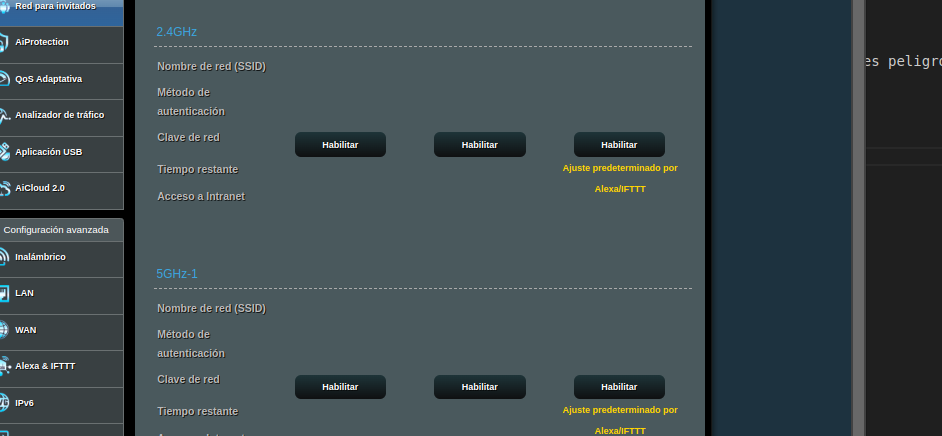 Red para invitados
AiProtection
QoS Adaptativa
Analizador de tráfico
Aplicación USB
AiCloud 2.0
Configuración avanzada
Inalámbrico
LAN
WAN
Alexa & IFTTT
IPv6
2.4GHz
Nombre de red (SSID)
Método de
autenticación
Clave de red
Habilitar
Habilitar
Habilitar
Tiempo restante
Ajuste predeterminado por
Alexa/IFTTT
Acceso a Intranet
5GHz-1
Nombre de red (SSID)
Método de
autenticación
Clave de red
Habilitar
Habilitar
Habilitar
Tiempo restante
Ajuste predeterminado por
Alexa/IFTTT